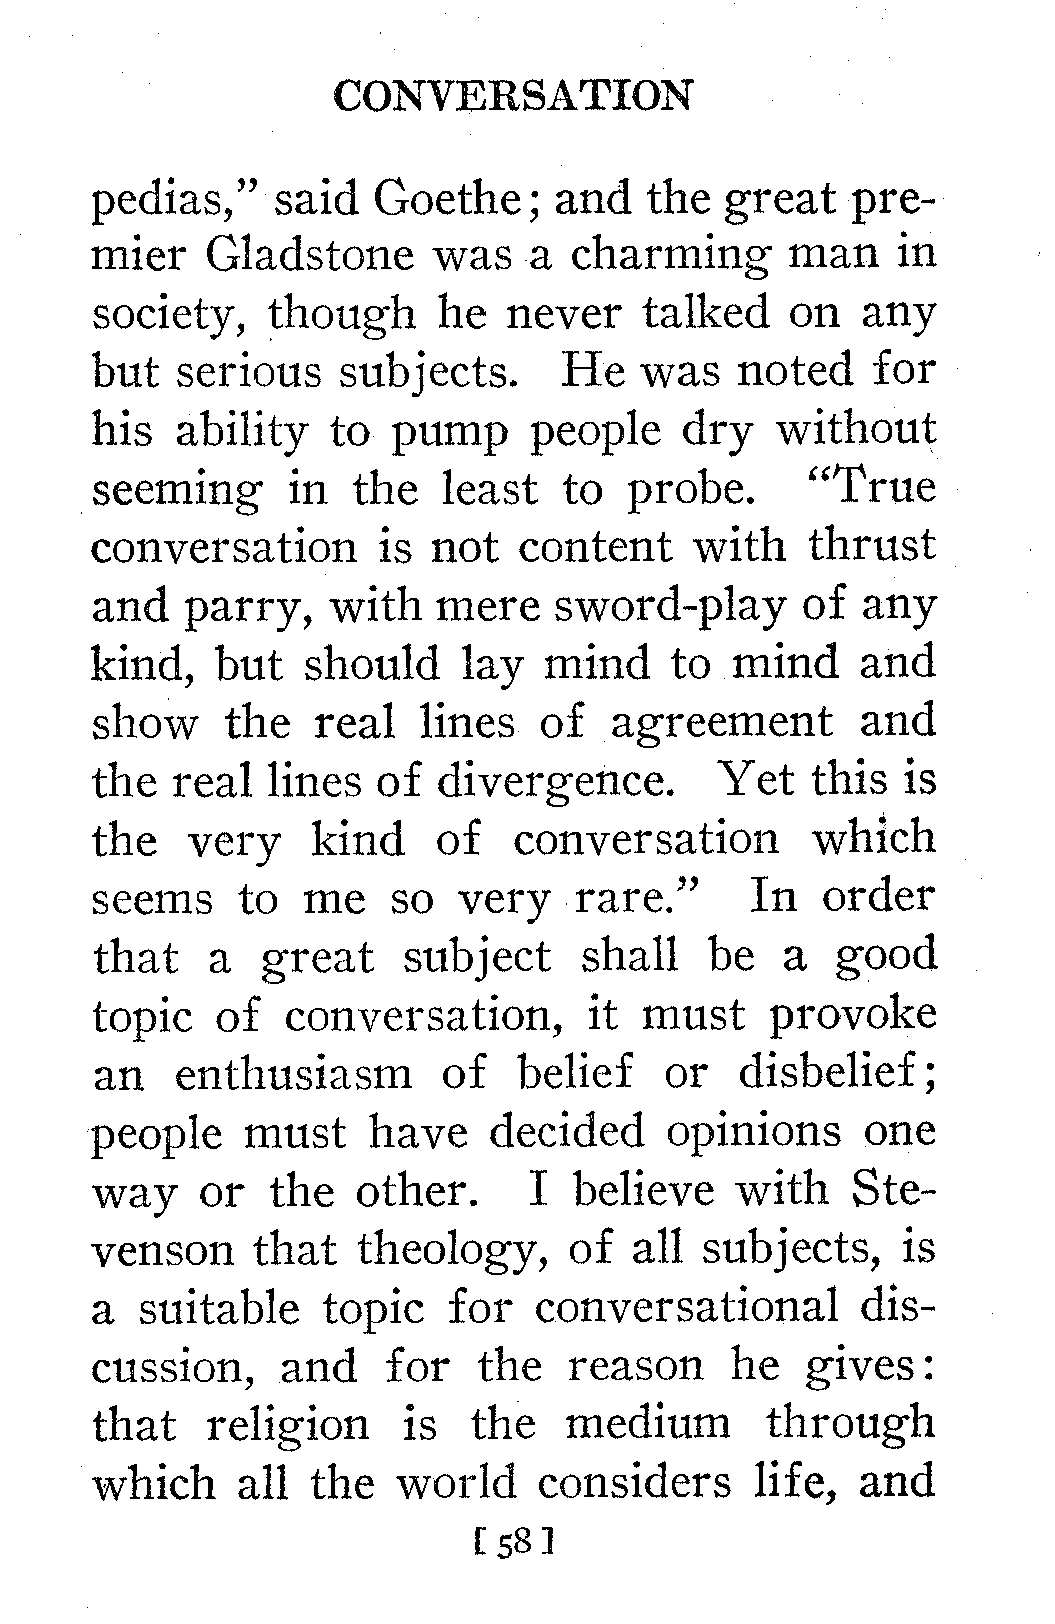 CONVERSATION
pedias,” said Goethe; and the great pre-
mier Gladstone was a charming man in
society, though he never talked on any
but serious subjects. He was noted for
his ability to pump people dry without
seeming in the least to probe. “True
conversation is not content with thrust
and parry, with mere sword-play of any
kind, but should lay mind to mind and
show the real lines of agreement and
the real lines of divergence. Yet this is
the very kind of conversation which
seems to me so very rare.” In order
that a great subject shall be a good
topic of conversation, it must provoke
an enthusiasm of belief or disbelief;
people must have decided opinions one
way or the other. I believe with Ste-
venson that theology, of all subjects, is
a suitable topic for conversational dis-
cussion, and for the reason he gives:
that religion is the medium through
which all the world considers life, and
[ 58 ]